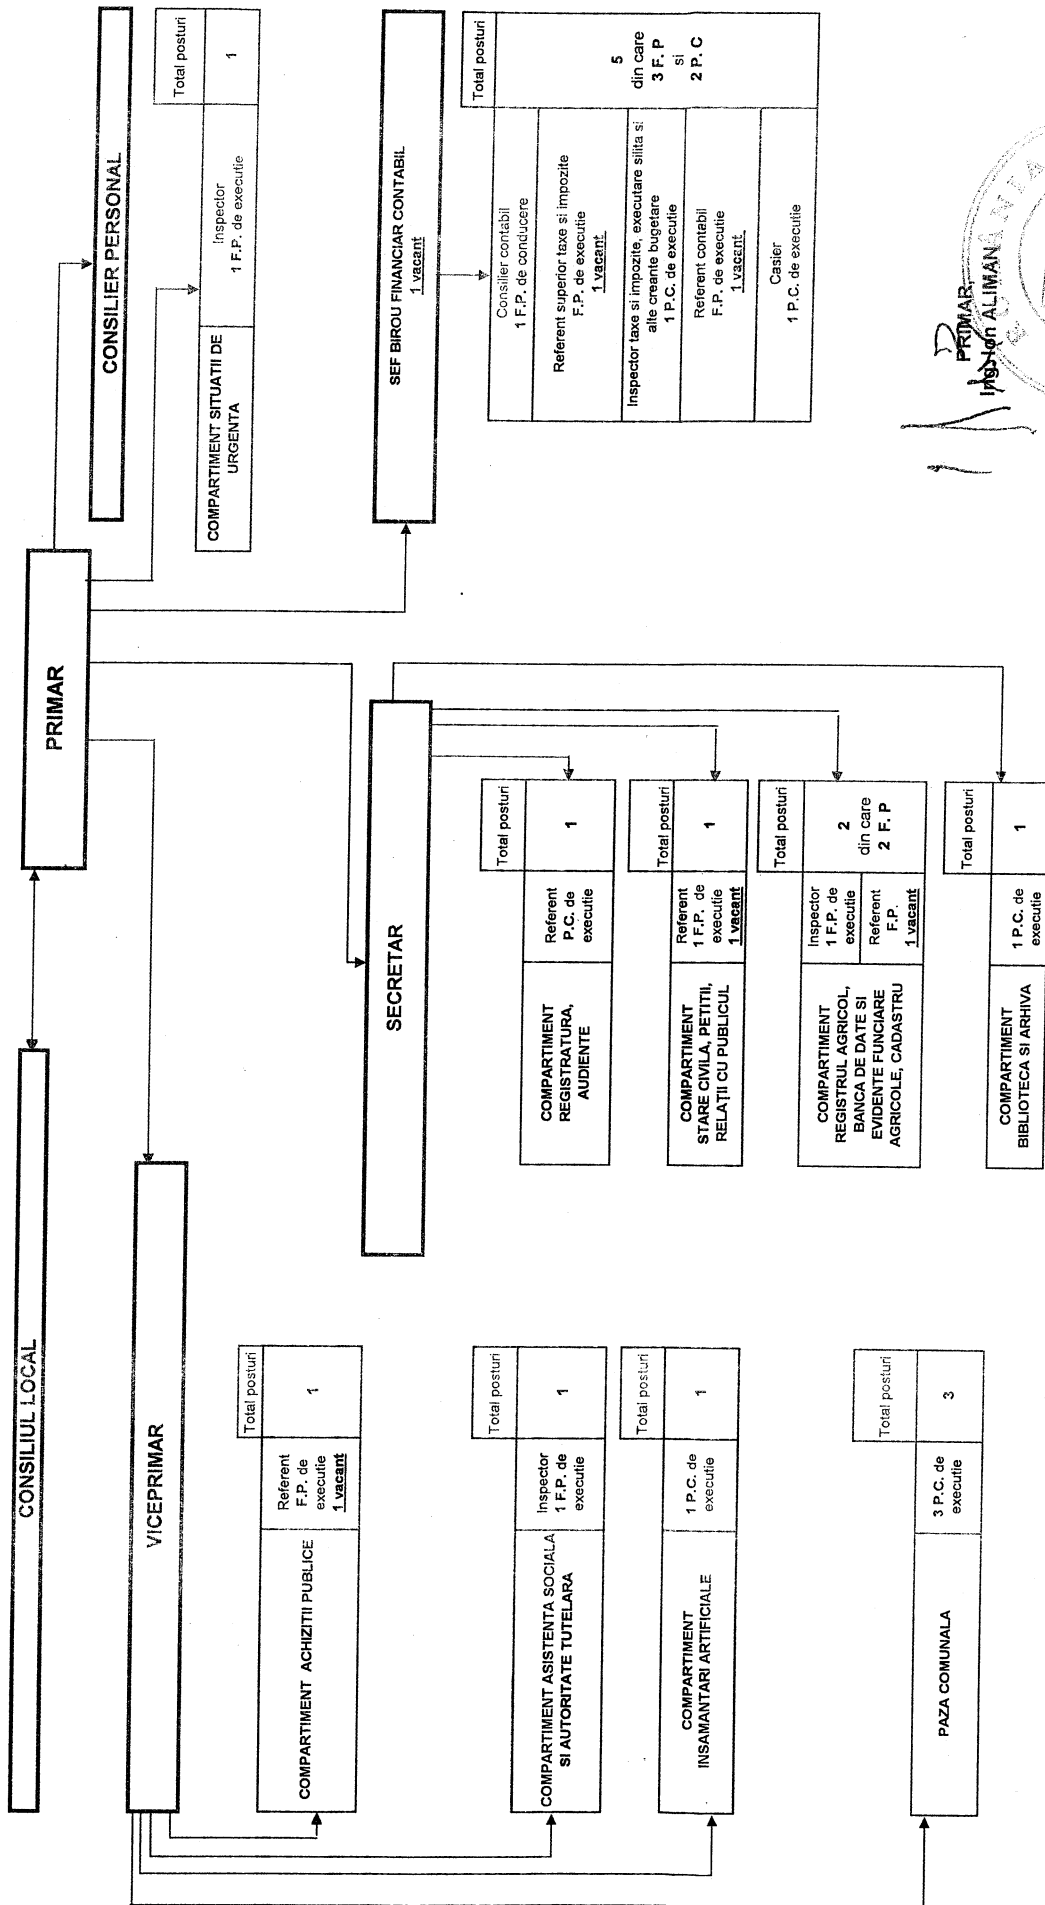 CONSILIUL LOCAL
PRIMAR
CONSILIER PERSONAL
VICEPRIMAR
Total posturi
COMPARTIMENT ACHIZITII PUBLICE
Referent
F.P. de
executie
1 vacant
1
Total posturi
COMPARTIMENT ASISTENTA SOCIALA
SI AUTORITATE TUTELARA
Inspector
1 F.P. de
executie
1
Total posturi
COMPARTIMENT
INSAMANTARI ARTIFICIALE
1 P.C. de
executie
1
Total posturi
PAZA COMUNALA
3 P.C. de
executie
3
SECRETAR
Total posturi
COMPARTIMENT
REGISTRATURA,
AUDIENTE
Referent
P.C. de
executie
1
Total posturi
COMPARTIMENT
STARE CIVILA, PETITII,
RELAŢII CU PUBLICUL
Referent
1 F.P. de
executie
1 vacant
1
Total posturi
COMPARTIMENT
REGISTRUL AGRICOL,
BANCA DE DATE SI
EVIDENTE FUNCIARE
AGRICOLE, CADASTRU
Inspector
1 F.P. de
executie
Referent
F.P.
1 vacant
2
din care
2 F. P
Total posturi
COMPARTIMENT
BIBLIOTECA SI ARHIVA
1 P.C. de
executie
1
Total posturi
COMPARTIMENT SITUATII DE
URGENTA
Inspector
1 F.P. de executie
1
SEF BIROU FINANCIAR CONTABIL
1 vacant
Total posturi
Consilier contabil
1 F.P. de conducere
Referent superior taxe si impozite
F.P. de executie
1 vacant
Inspector taxe si impozite, executare silita si
alte creante bugetare
1 P.C. de executie
Referent contabil
F.P. de executie
1 vacant
Casier
1 P.C. de executie
5
din care
3 F. P
si
2 P. C
PRIMAR,
Ing. Ion ALIMAN
ROMANIA